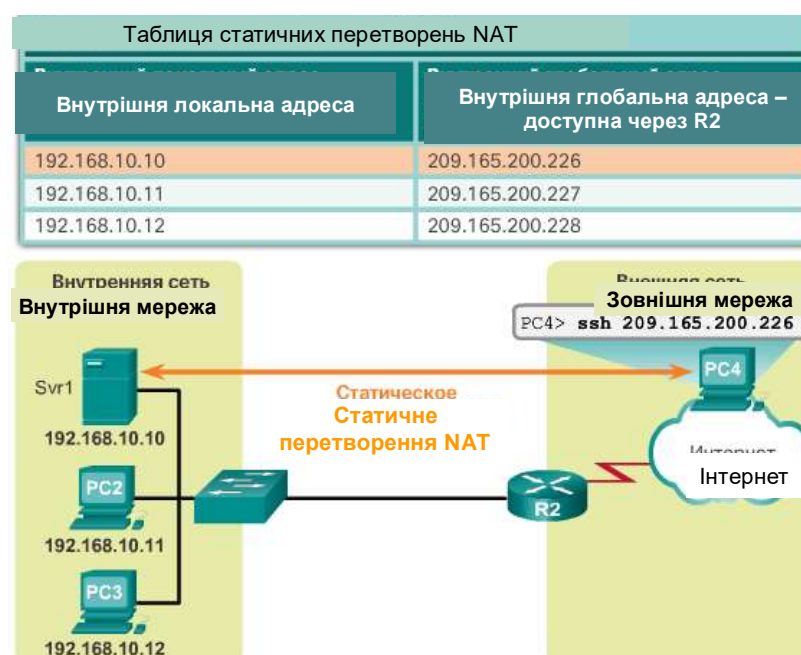 Таблиця статичних перетворень NAT
Внутрішня локальна адреса
Внутрішня глобальна адреса –
доступна через R2
192.168.10.10
209.165.200.226
192.168.10.11
209.165.200.227
192.168.10.12
209.165.200.228
Внутренняя сеть
Внутрішня мережа
Внешняя сеть
Зовнішня мережа
PC4> ssh 209.165.200.226
Svr1
192.168.10.10
PC4
Статическое
Статичне
перетворення NAT
Интернет
Інтернет
PC2
R2
192.168.10.11
PC3
192.168.10.12